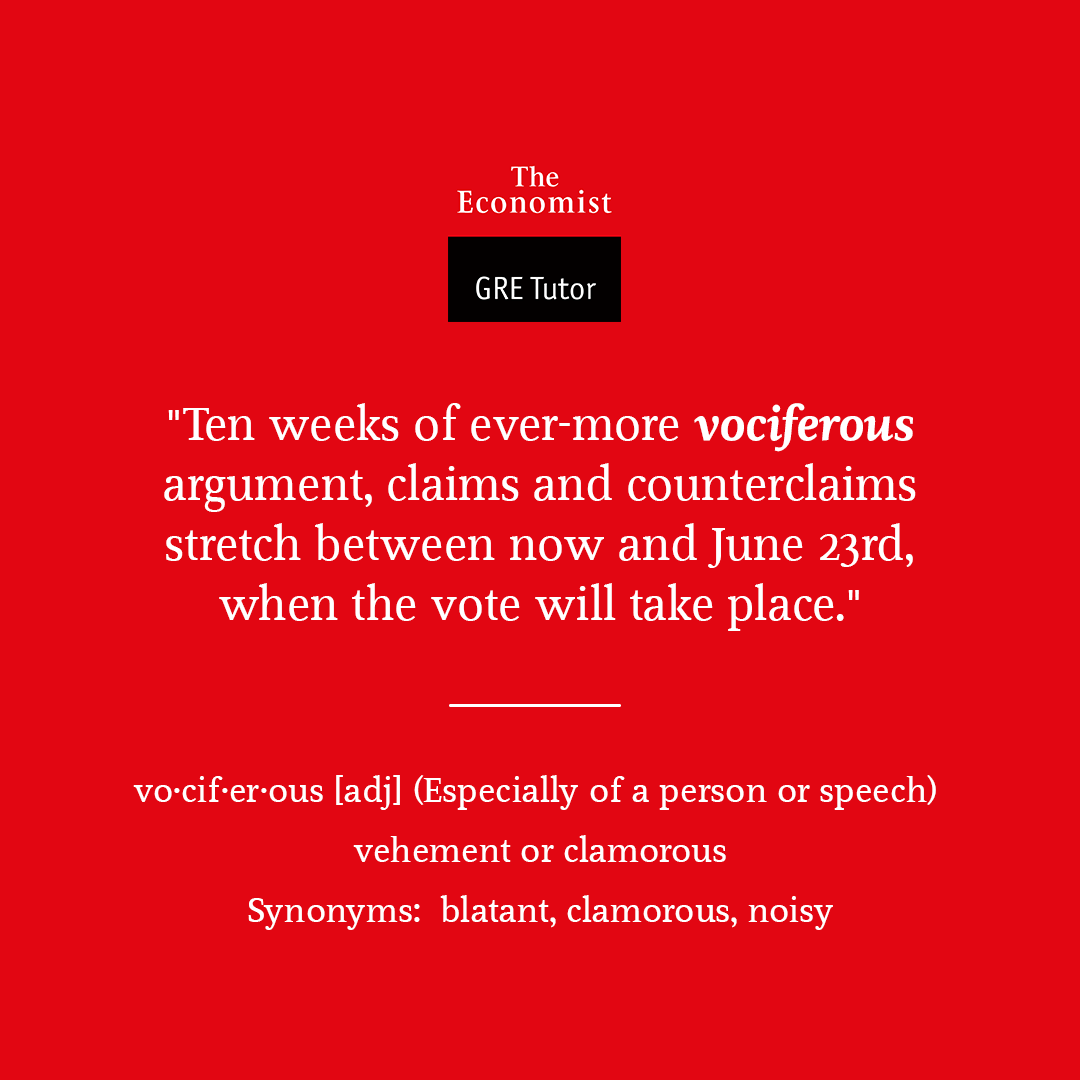 The
Economist
GRE Tutor
"Ten weeks of ever-more vociferous
argument, claims and counterclaims
stretch between now and June 23rd,
when the vote will take place."
vo·cif·er·ous [adj] (Especially of a person or speech)
vehement or clamorous
Synonyms:  blatant, clamorous, noisy